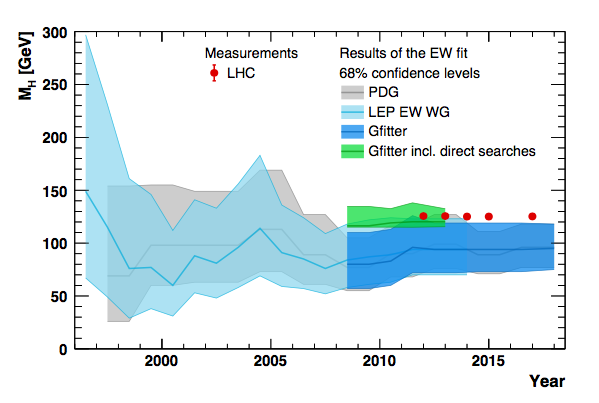 M_H [GeV]
300
250
200
150
100
50
0
Measurements
LHC
Results of the EW fit
68% confidence levels
PDG
LEP EW WG
Gfitter
Gfitter incl. direct searches
2000
2005
2010
2015
Year